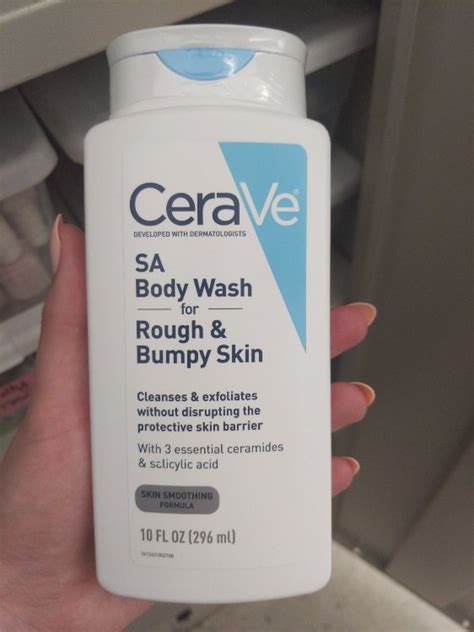 CeraVe
DEVELOPED WITH DERMATOLOGISTS
SA
Body Wash
for
Rough &
Bumpy Skin
Cleanses & exfoliates
without disrupting the
protective skin barrier
With 3 essential ceramides
& salicylic acid
SKIN SMOOTHING
FORMULA
10 FL OZ (296 ml)